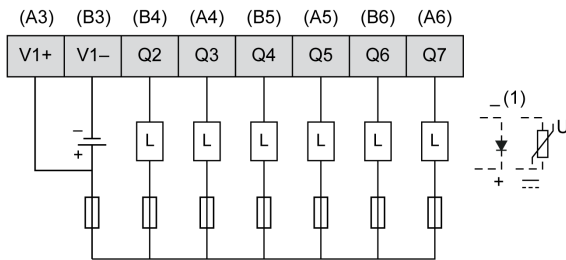 (A3) (B3) (B4) (A4) (B5) (A5) (B6) (A6)
V1+ V1– Q2 Q3 Q4 Q5 Q6 Q7
– (1)
– L L L L L L U
+
+